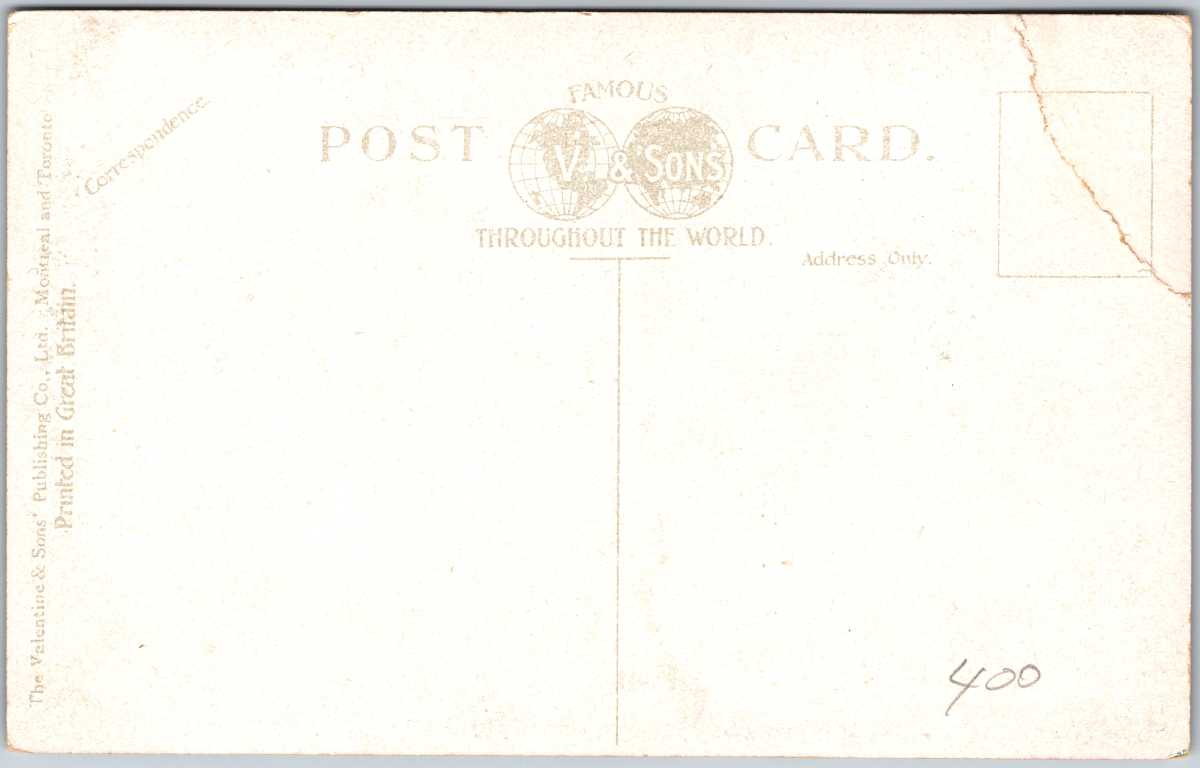 The Valentine & Sons' Publishing Co., Ltd. Montreal and Toronto
Printed in Great Britain.
Correspondence.
FAMOUS
POST CARD.
V. & SONS
THROUGHOUT THE WORLD.
Address Only.
400